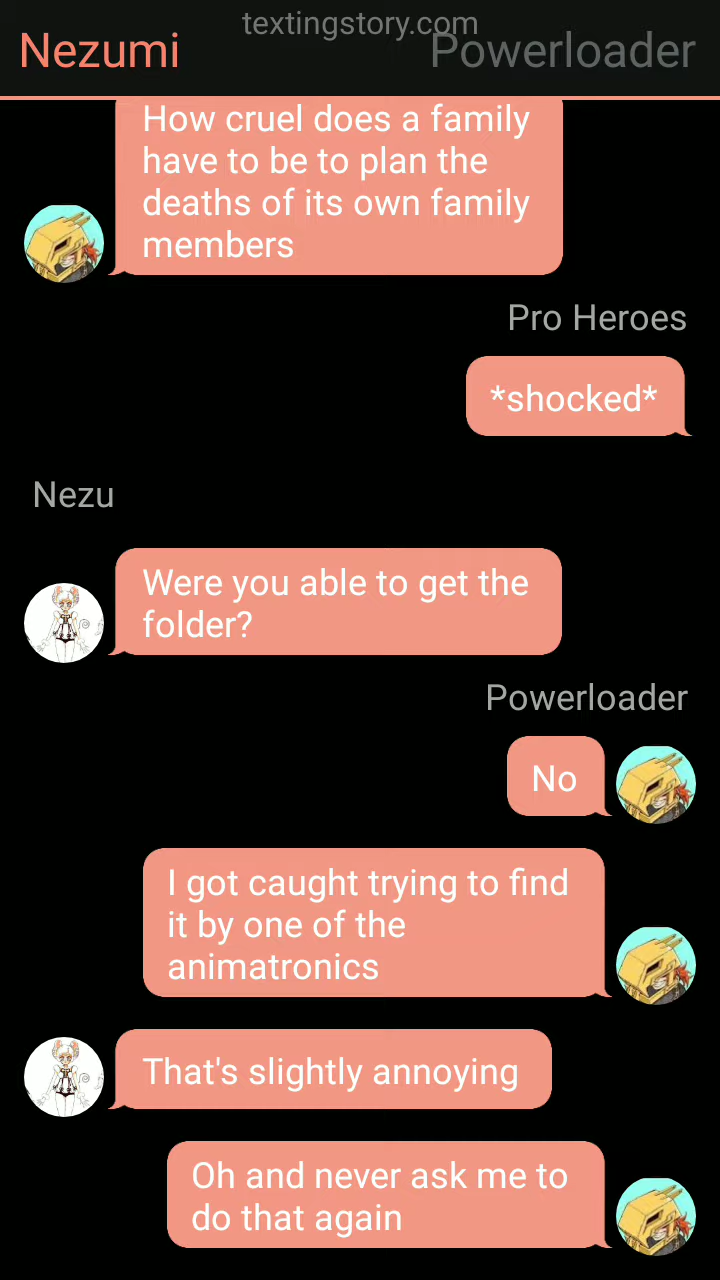 textingstory.com
Nezumi
Powerloader
How cruel does a family
have to be to plan the
deaths of its own family
members
Pro Heroes
*shocked*
Nezu
Were you able to get the
folder?
Powerloader
No
I got caught trying to find
it by one of the
animatronics
That's slightly annoying
Oh and never ask me to
do that again